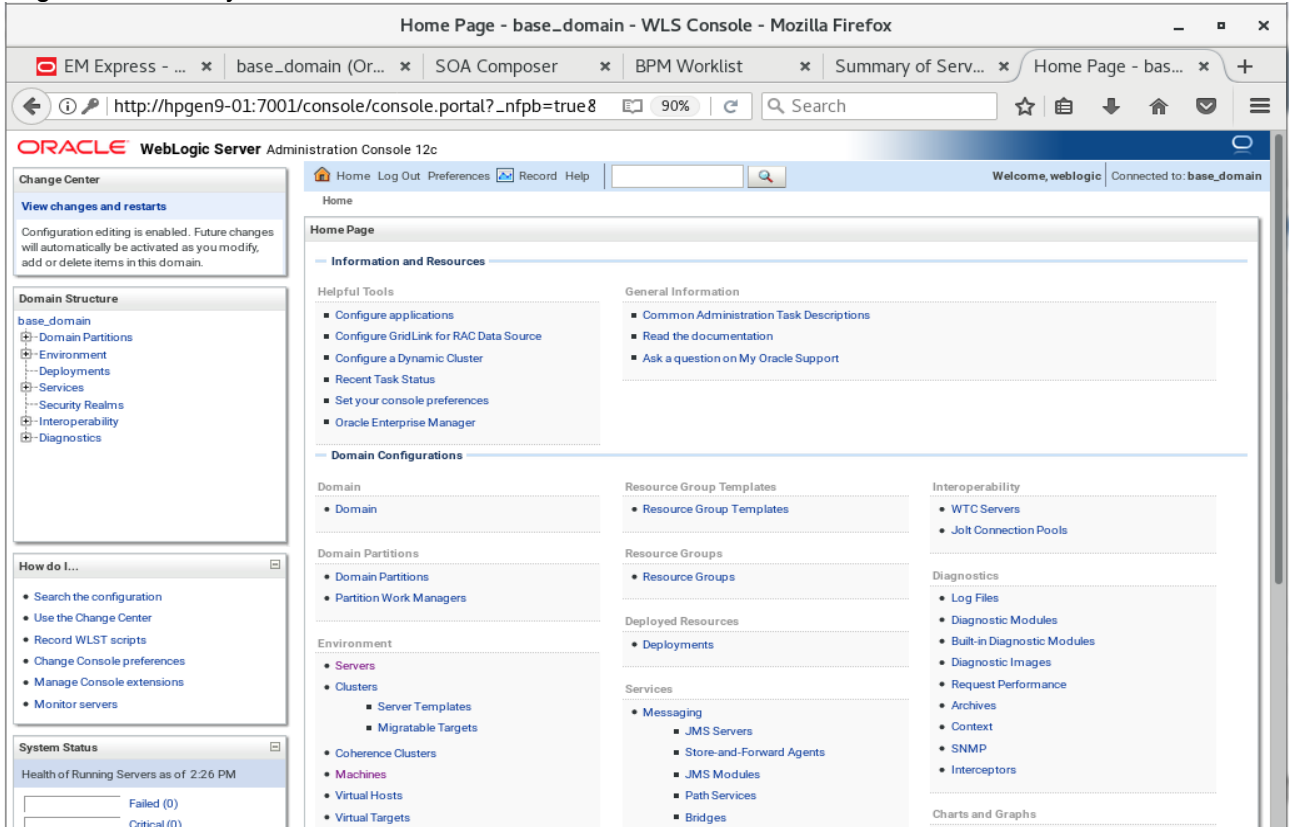 Home Page - base_domain - WLS Console - Mozilla Firefox
EM Express - ... base_domain (Or... SOA Composer BPM Worklist Summary of Serv... Home Page - bas...
http://hpgen9-01:7001/console/console.portal?_nfpb=true& 90% Search
ORACLE WebLogic Server Administration Console 12c
Change Center
View changes and restarts
Configuration editing is enabled. Future changes
will automatically be activated as you modify,
add or delete items in this domain.
Domain Structure
base_domain
Domain Partitions
Environment
Deployments
Services
Security Realms
Interoperability
Diagnostics
How do I...
Search the configuration
Use the Change Center
Record WLST scripts
Change Console preferences
Manage Console extensions
Monitor servers
System Status
Health of Running Servers as of 2:26 PM
Failed (0)
Critical (0)
Home Log Out Preferences Record Help
Welcome, weblogic Connected to: base_domain
Home
Home Page
Information and Resources
Helpful Tools
Configure applications
Configure GridLink for RAC Data Source
Configure a Dynamic Cluster
Recent Task Status
Set your console preferences
Oracle Enterprise Manager
General Information
Common Administration Task Descriptions
Read the documentation
Ask a question on My Oracle Support
Domain Configurations
Domain
Domain
Domain Partitions
Domain Partitions
Partition Work Managers
Environment
Servers
Clusters
Server Templates
Migratable Targets
Coherence Clusters
Machines
Virtual Hosts
Virtual Targets
Resource Group Templates
Resource Group Templates
Resource Groups
Resource Groups
Deployed Resources
Deployments
Services
Messaging
JMS Servers
Store-and-Forward Agents
JMS Modules
Path Services
Bridges
Interoperability
WTC Servers
Jolt Connection Pools
Diagnostics
Log Files
Diagnostic Modules
Built-in Diagnostic Modules
Diagnostic Images
Request Performance
Archives
Context
SNMP
Interceptors
Charts and Graphs